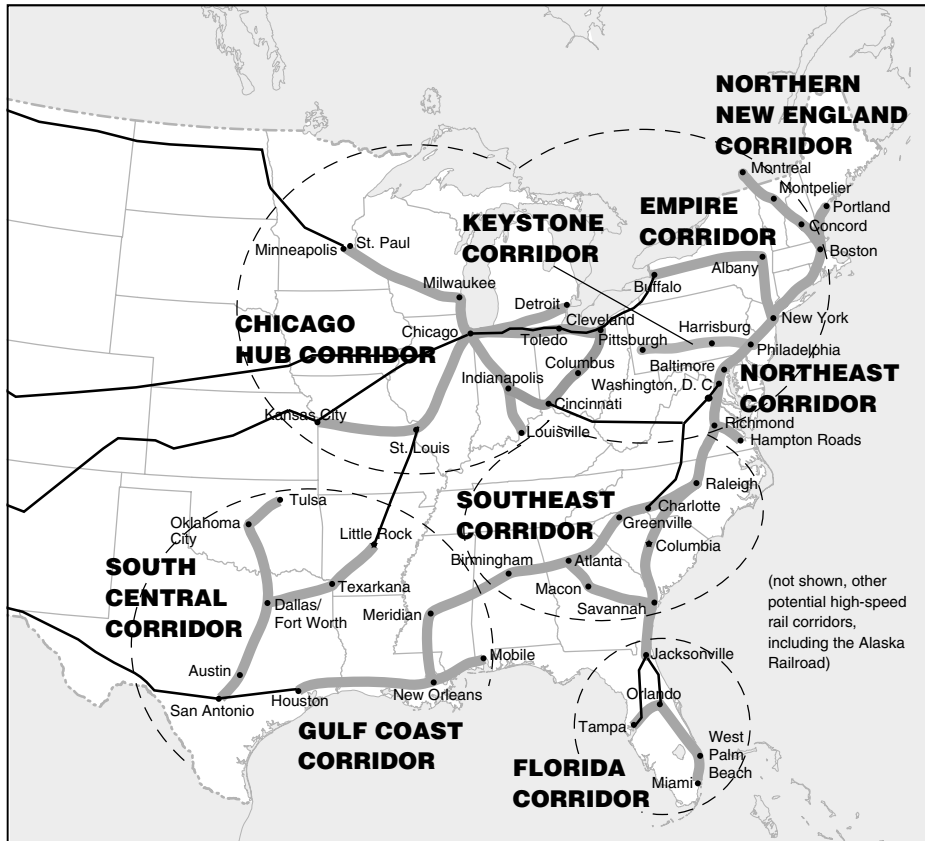 NORTHERN
NEW ENGLAND
CORRIDOR
Montreal
Montpelier
Portland
Concord
Boston
EMPIRE
CORRIDOR
KEYSTONE
CORRIDOR
Albany
Buffalo
Minneapolis
St. Paul
Milwaukee
Detroit
Cleveland
New York
CHICAGO
HUB CORRIDOR
Chicago
Toledo
Pittsburgh
Harrisburg
Philadelphia
Columbus
Baltimore
Indianapolis
Washington, D. C.
NORTHEAST
CORRIDOR
Kansas City
Cincinnati
St. Louis
Louisville
Richmond
Hampton Roads
Raleigh
Tulsa
SOUTHEAST
CORRIDOR
Charlotte
Greenville
Oklahoma
City
Little Rock
Columbia
Birmingham
Atlanta
SOUTH
CENTRAL
CORRIDOR
Texarkana
Macon
Savannah
Dallas/
Fort Worth
Meridian
(not shown, other
potential high-speed
rail corridors,
including the Alaska
Railroad)
Mobile
Jacksonville
Austin
San Antonio
Houston
New Orleans
Orlando
GULF COAST
CORRIDOR
Tampa
West
Palm
Beach
FLORIDA
CORRIDOR
Miami